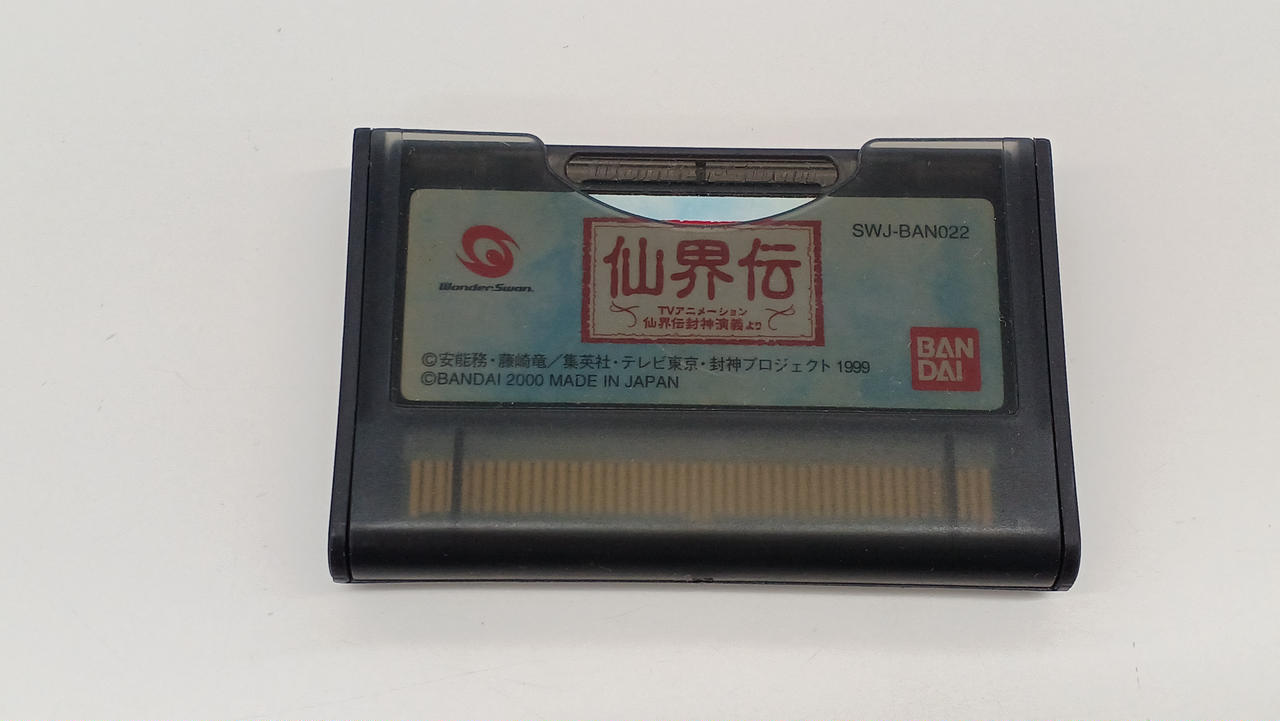 仙界伝
TVアニメーション
仙界伝封神演義より
SWJ-BAN022
WonderSwan
©安能務・藤崎竜／集英社・テレビ東京・封神プロジェクト 1999
©BANDAI 2000 MADE IN JAPAN
BAN
DAI